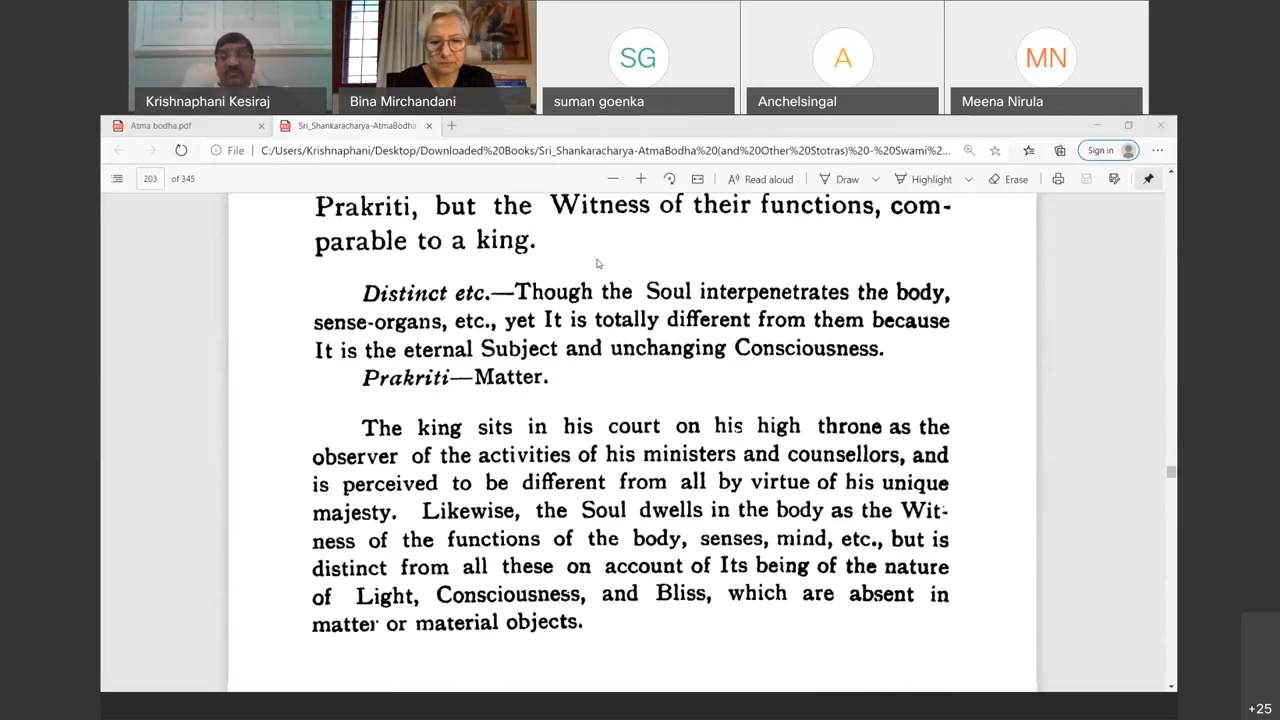 SG
A
MN
Krishnaphani Kesiraj
Bina Mirchandani
suman goenka
Anchelsingal
Meena Nirula
Atma bodha.pdf
Sri_Shankaracharya-AtmaBodha
File
C:/Users/Krishnaphani/Desktop/Downloaded%20Books/Sri_Shankaracharya-AtmaBodha%20(and%20Other%20Stotras)%20-%20Swami%...
Sign in
203 of 345
Read aloud
Draw
Highlight
Erase
Prakriti, but the Witness of their functions, com-
parable to a king.
Distinct etc.—Though the Soul interpenetrates the body,
sense-organs, etc., yet It is totally different from them because
It is the eternal Subject and unchanging Consciousness.
Prakriti—Matter.
The king sits in his court on his high throne as the
observer of the activities of his ministers and counsellors, and
is perceived to be different from all by virtue of his unique
majesty. Likewise, the Soul dwells in the body as the Wit-
ness of the functions of the body, senses, mind, etc., but is
distinct from all these on account of Its being of the nature
of Light, Consciousness, and Bliss, which are absent in
matter or material objects.
+25